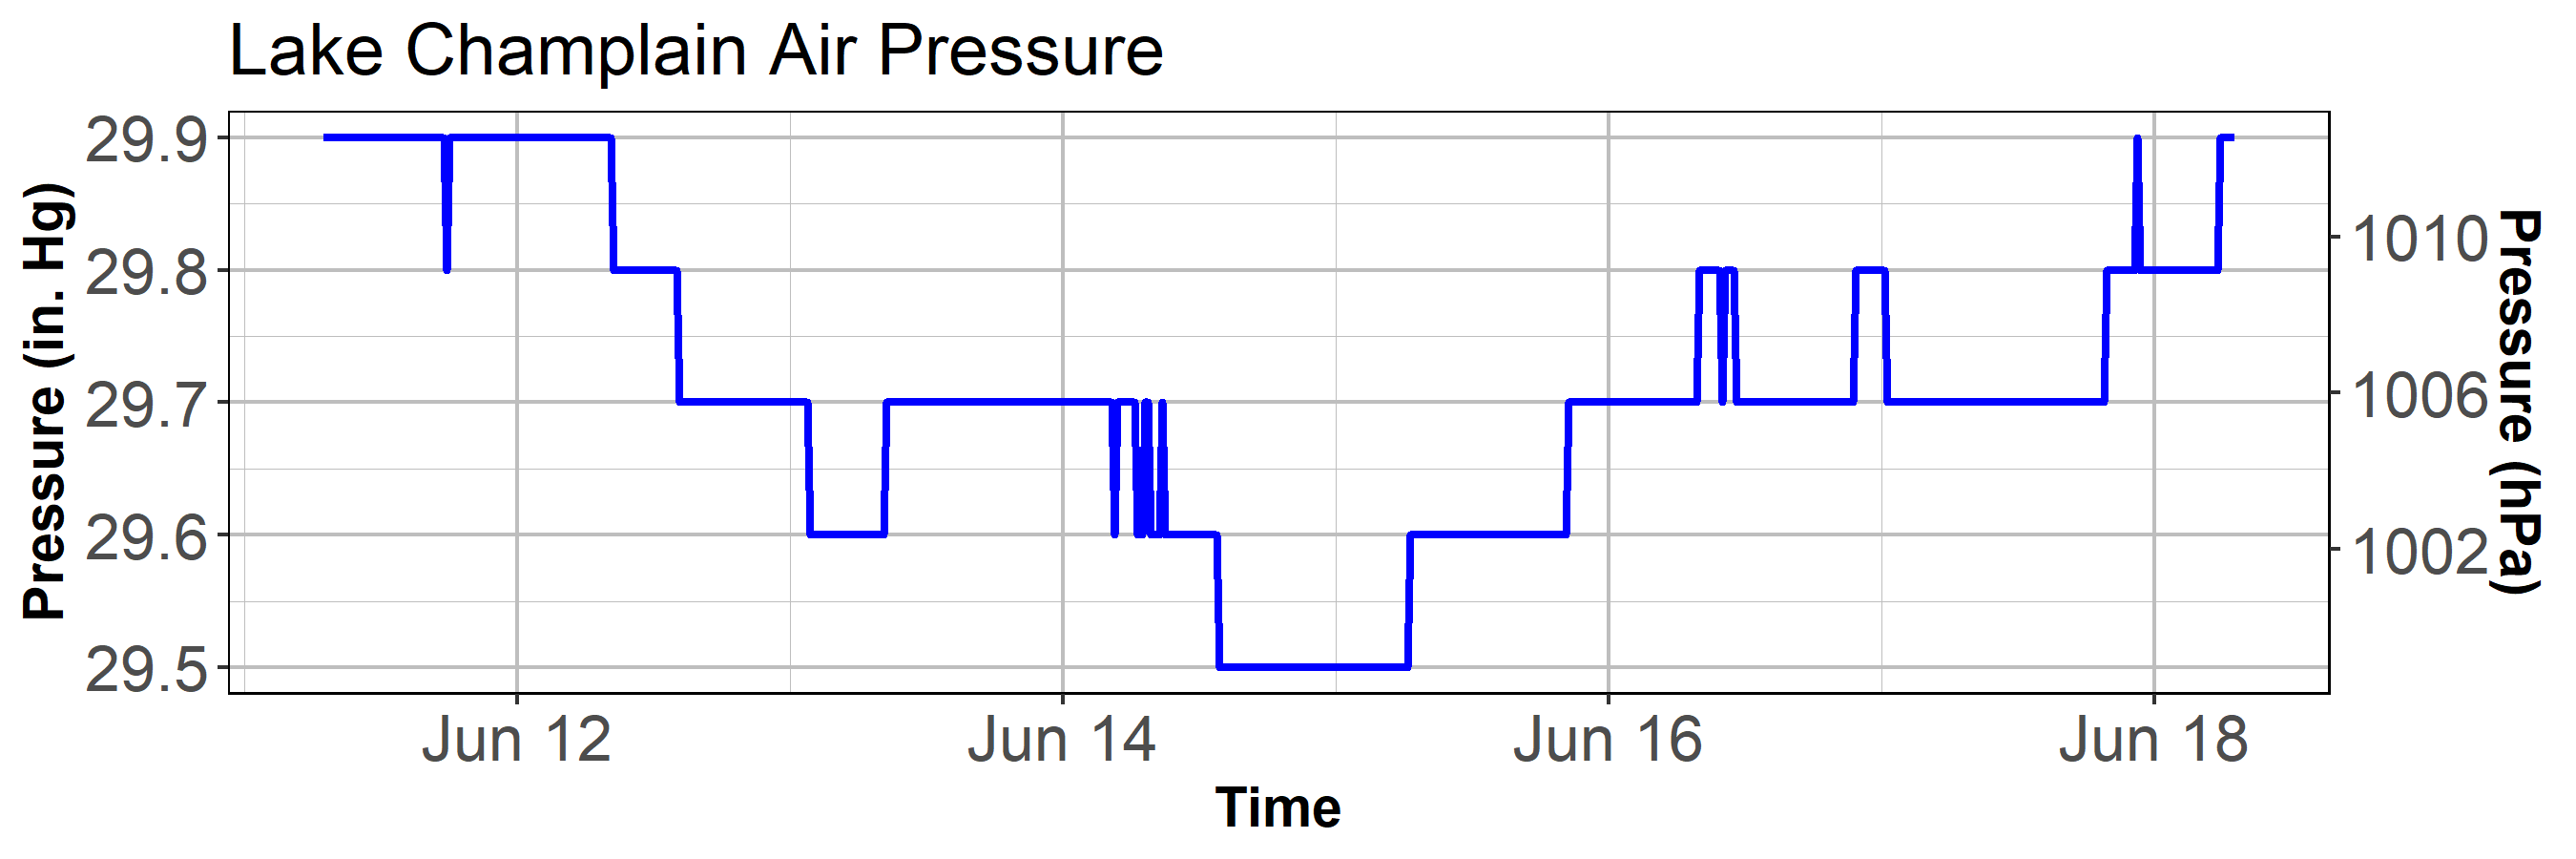 Lake Champlain Air Pressure
29.9
29.8
29.7
29.6
29.5
Pressure (in. Hg)
1010
1006
1002
Pressure (hPa)
Jun 12 Jun 14 Jun 16 Jun 18
Time